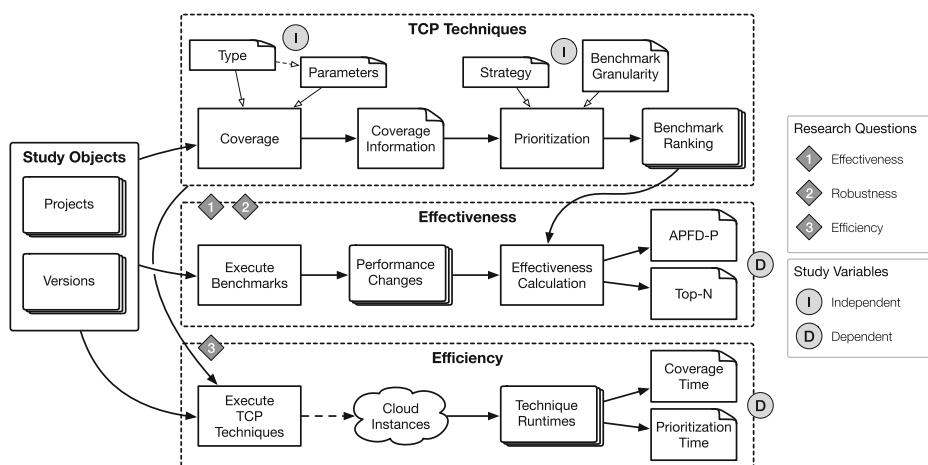 TCP Techniques
Type
I
Parameters
Strategy
I
Benchmark
Granularity
Coverage
Coverage
Information
Prioritization
Benchmark
Ranking
Study Objects
Projects
Versions
1
2
Effectiveness
Execute
Benchmarks
Performance
Changes
Effectiveness
Calculation
APFD-P
Top-N
D
3
Efficiency
Execute
TCP
Techniques
Cloud
Instances
Technique
Runtimes
Coverage
Time
Prioritization
Time
D
Research Questions
1 Effectiveness
2 Robustness
3 Efficiency
Study Variables
I Independent
D Dependent